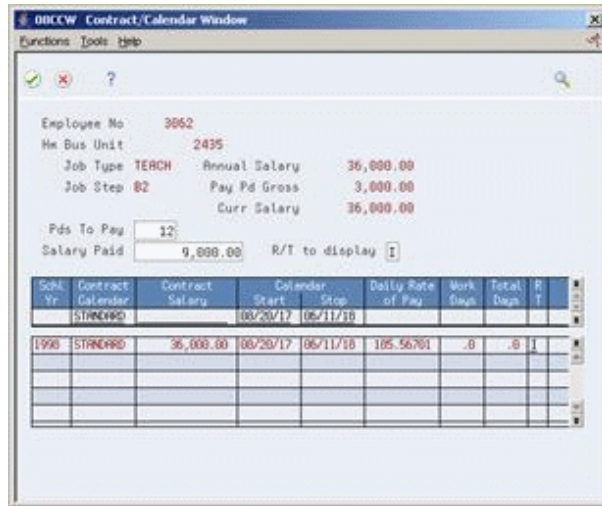 08CCW Contract/Calendar Window
Functions Tools Help
?
Employee No 3062
Hm Bus Unit 2435
Job Type TEACH Annual Salary 36,000.00
Job Step B2 Pay Pd Gross 3,000.00
Curr Salary 36,000.00
Pds To Pay 12
Salary Paid 9,000.00 R/T to display I
Schl Contract Contract Calendar Daily Rate Work Total R
Yr Calendar Salary Start Stop of Pay Days Days T
STANDARD 08/20/17 06/11/18
1998 STANDARD 36,000.00 08/20/17 06/11/18 185.56701 .0 .0 I